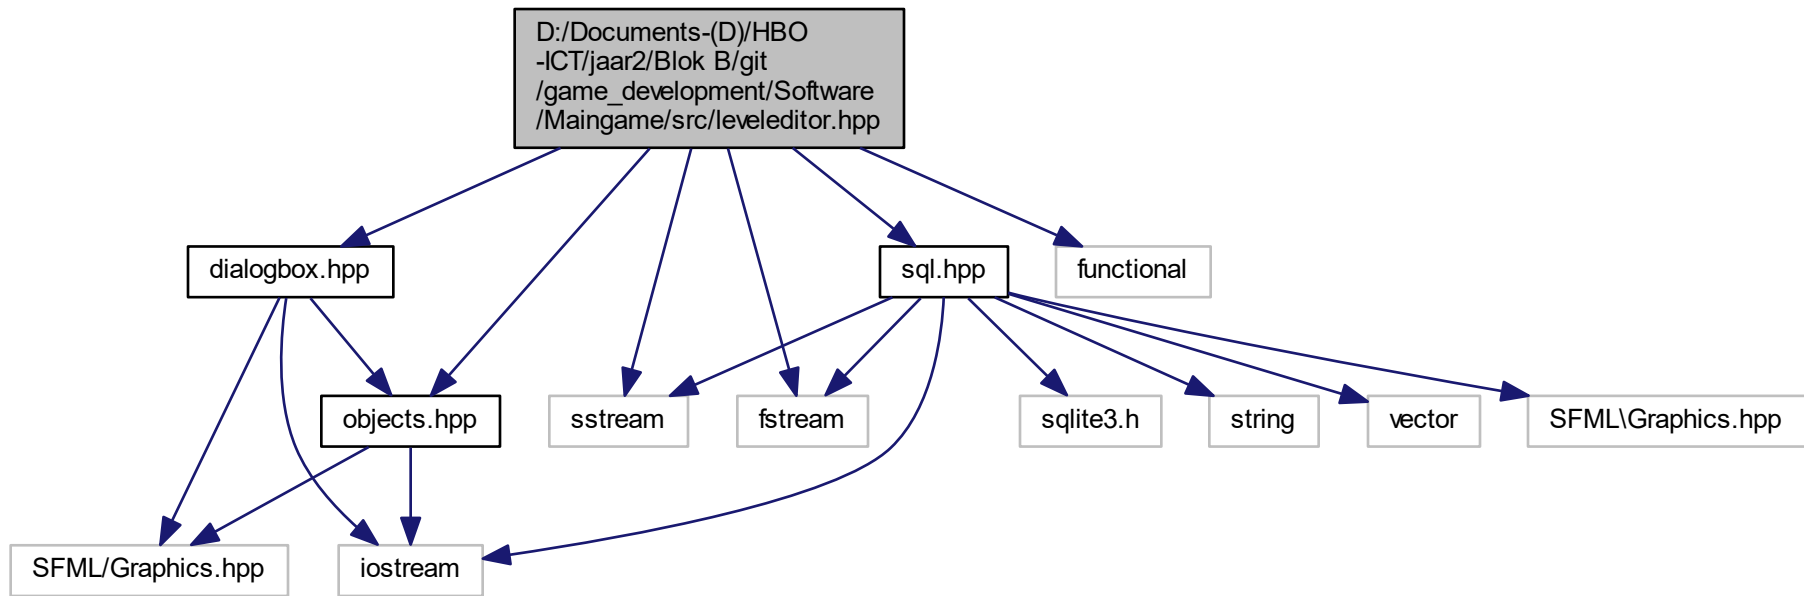 D:/Documents-(D)/HBO
-ICT/jaar2/Blok B/git
/game_development/Software
/Maingame/src/leveleditor.hpp
dialogbox.hpp
sql.hpp
functional
objects.hpp
sstream
fstream
sqlite3.h
string
vector
SFML\Graphics.hpp
SFML/Graphics.hpp
iostream